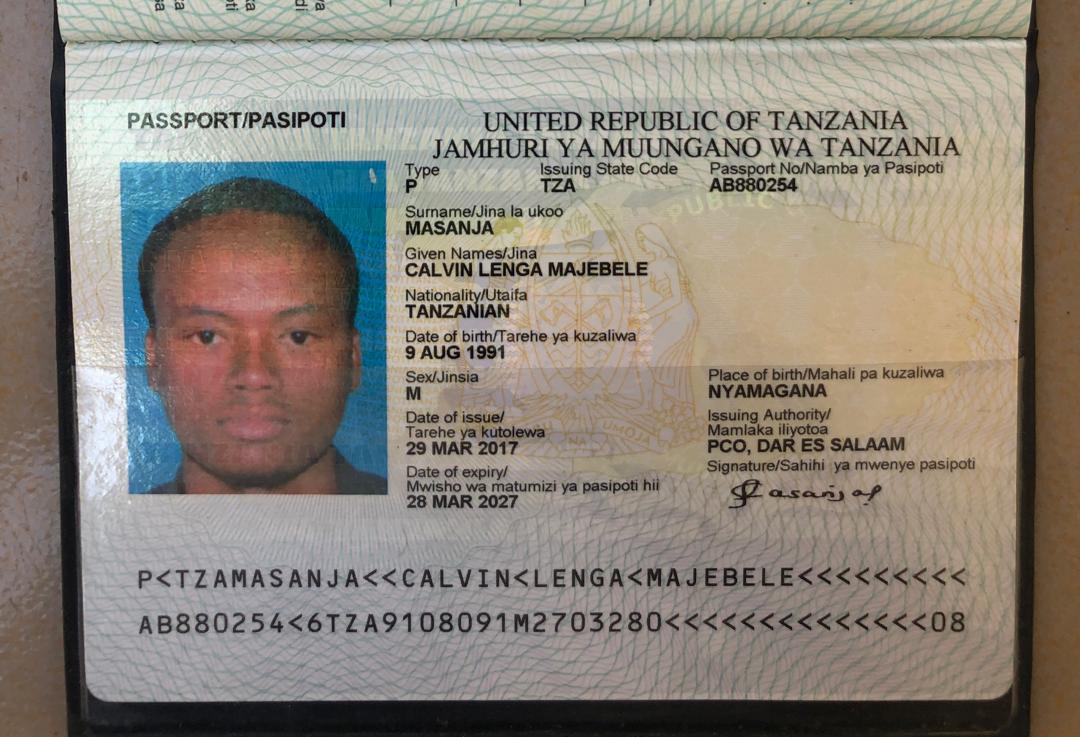 PASSPORT/PASIPOTI
UNITED REPUBLIC OF TANZANIA
JAMHURI YA MUUNGANO WA TANZANIA
Type Issuing State Code Passport No/Namba ya Pasipoti
P TZA AB880254
Surname/Jina la ukoo
MASANJA
PUBLIC
Given Names/Jina
CALVIN LENGA MAJEBELE
Nationality/Utaifa
TANZANIAN
Date of birth/Tarehe ya kuzaliwa
9 AUG 1991
Sex/Jinsia
M
Place of birth/Mahali pa kuzaliwa
NYAMAGANA
Date of issue/
Tarehe ya kutolewa
29 MAR 2017
Issuing Authority/
Mamlaka iliyotoa
PCO, DAR ES SALAAM
NA UMOJA
Date of expiry/
Mwisho wa matumizi ya pasipoti hii
28 MAR 2027
Signature/Sahihi ya mwenye pasipoti
P<TZAMASANJA<<CALVIN<LENGA<MAJEBELE<<<<<<<<<
AB880254<6TZA9108091M2703280<<<<<<<<<<<<<<08